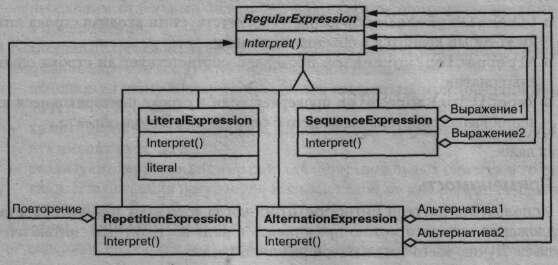 RegularExpression
Interpret()
LiteralExpression
Interpret()
literal
SequenceExpression
Interpret()
Выражение1
Выражение2
Повторение
RepetitionExpression
Interpret()
AlternationExpression
Interpret()
Альтернатива1
Альтернатива2